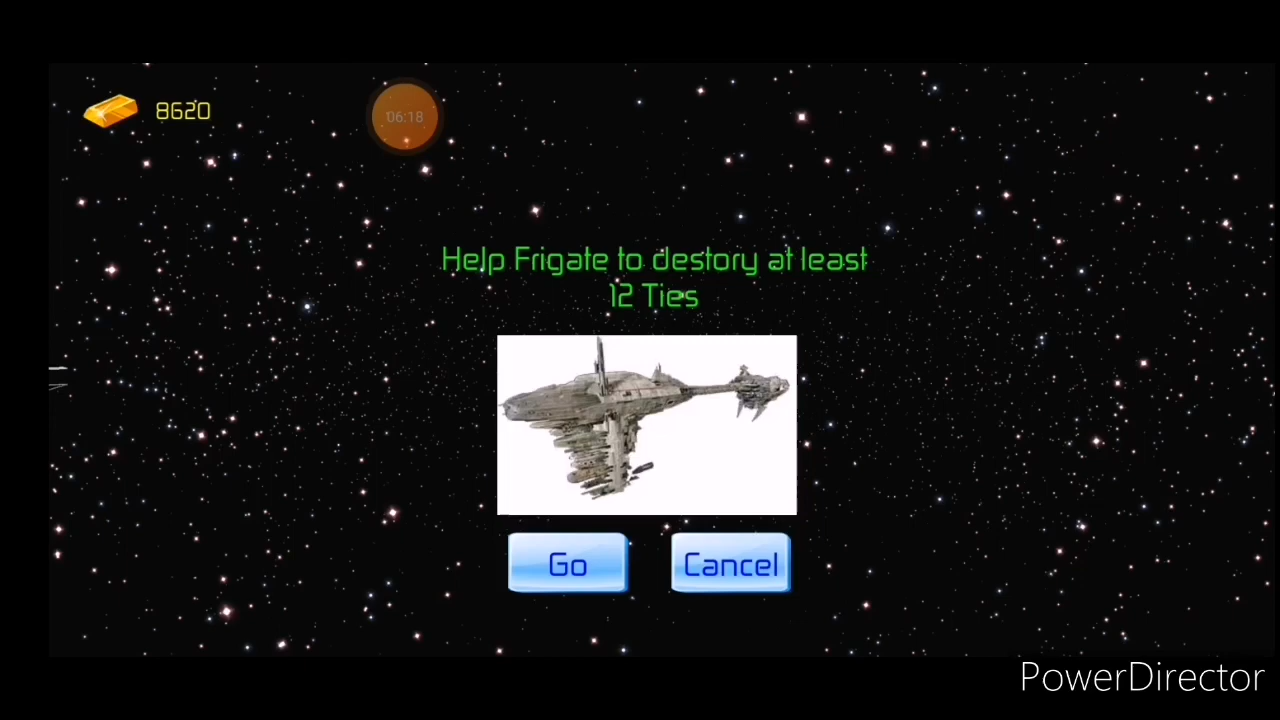 8620
06:18
Help Frigate to destory at least
12 Ties
Go
Cancel
PowerDirector